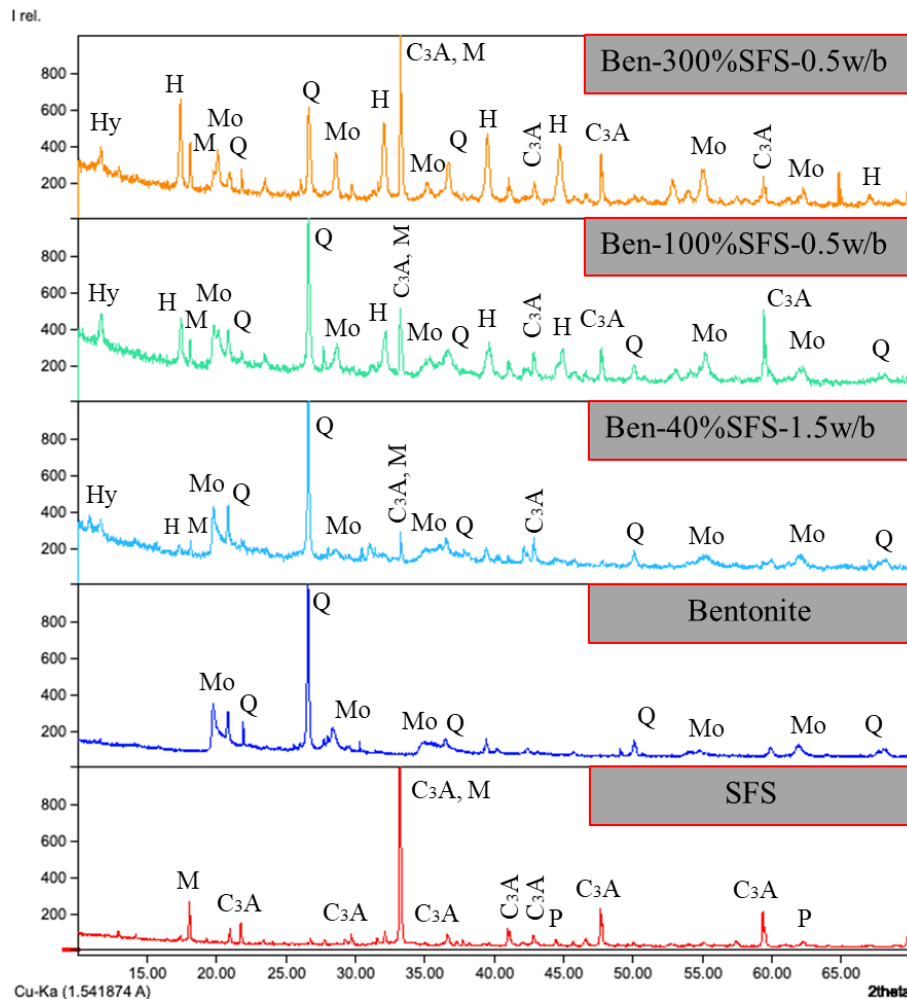 I rel.
Ben-300%SFS-0.5w/b
800
600
400
200
Hy
H
M
Mo
Q
Q
Mo
H
C₃A, M
Mo
Q
H
C₃A
H
C₃A
Mo
C₃A
Mo
H
Ben-100%SFS-0.5w/b
800
600
400
200
Hy
H
M
Mo
Q
Q
Mo
H
C₃A, M
Mo
Q
H
C₃A
H
C₃A
Q
Mo
C₃A
Mo
Q
Ben-40%SFS-1.5w/b
800
600
400
200
Hy
H
M
Mo
Q
Q
Mo
C₃A, M
Mo
Q
C₃A
Q
Mo
Mo
Q
Bentonite
800
600
400
200
Mo
Q
Q
Mo
Mo
Q
Q
Mo
Mo
Q
SFS
800
600
400
200
M
C₃A
C₃A
C₃A, M
C₃A
C₃A
C₃A
P
C₃A
C₃A
P
15.00 20.00 25.00 30.00 35.00 40.00 45.00 50.00 55.00 60.00 65.00
Cu-Ka (1.541874 A) 2theta